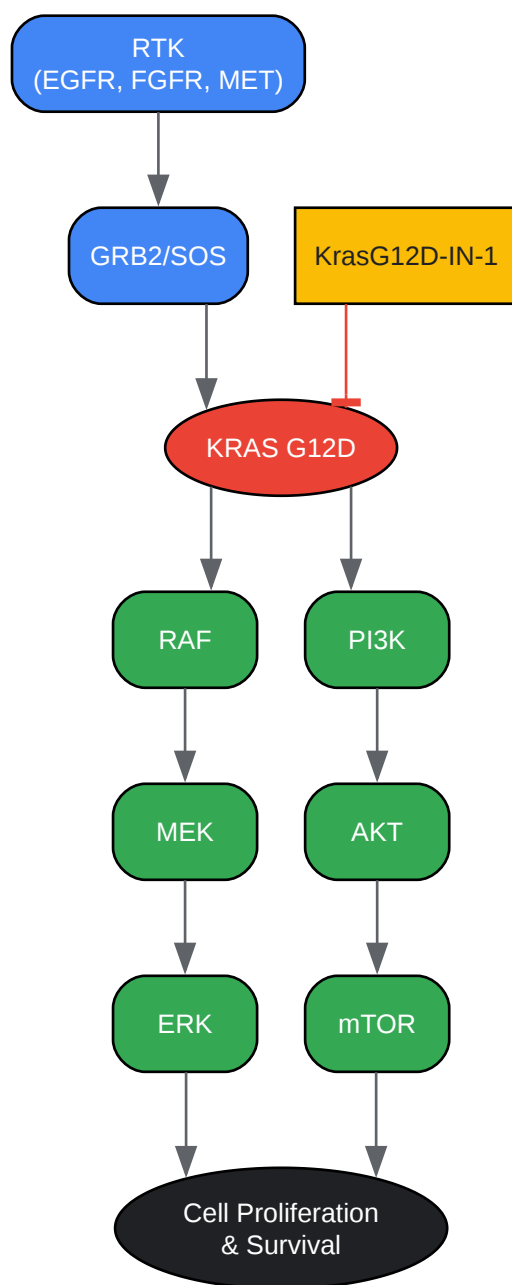 RTK
(EGFR, FGFR, MET)
GRB2/SOS
KrasG12D-IN-1
KRAS G12D
RAF
PI3K
MEK
AKT
ERK
mTOR
Cell Proliferation
& Survival